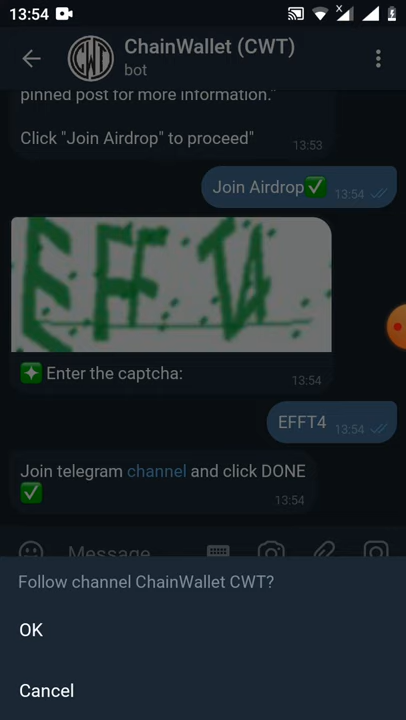 13:54
ChainWallet (CWT)
bot
pinned post for more information."
Click "Join Airdrop" to proceed"
13:53
Join Airdrop✅ 13:54
Enter the captcha:
13:54
EFFT4 13:54
Join telegram channel and click DONE
✅
13:54
Message
Follow channel ChainWallet CWT?
OK
Cancel